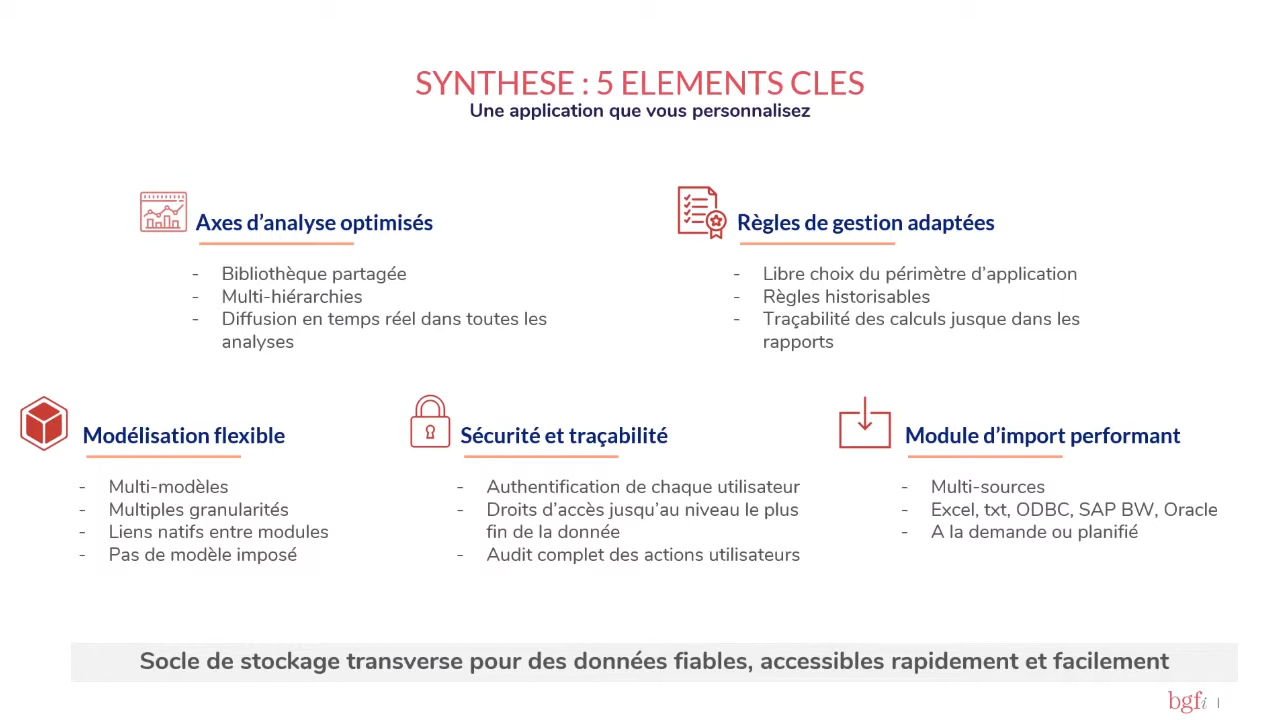 SYNTHESE : 5 ELEMENTS CLES
Une application que vous personnalisez
Axes d’analyse optimisés
- Bibliothèque partagée
- Multi-hiérarchies
- Diffusion en temps réel dans toutes les
analyses
Règles de gestion adaptées
- Libre choix du périmètre d’application
- Règles historisables
- Traçabilité des calculs jusque dans les
rapports
Modélisation flexible
- Multi-modèles
- Multiples granularités
- Liens natifs entre modules
- Pas de modèle imposé
Sécurité et traçabilité
- Authentification de chaque utilisateur
- Droits d’accès jusqu’au niveau le plus
fin de la donnée
- Audit complet des actions utilisateurs
Module d’import performant
- Multi-sources
- Excel, txt, ODBC, SAP BW, Oracle
- A la demande ou planifié
Socle de stockage transverse pour des données fiables, accessibles rapidement et facilement
bgfi |